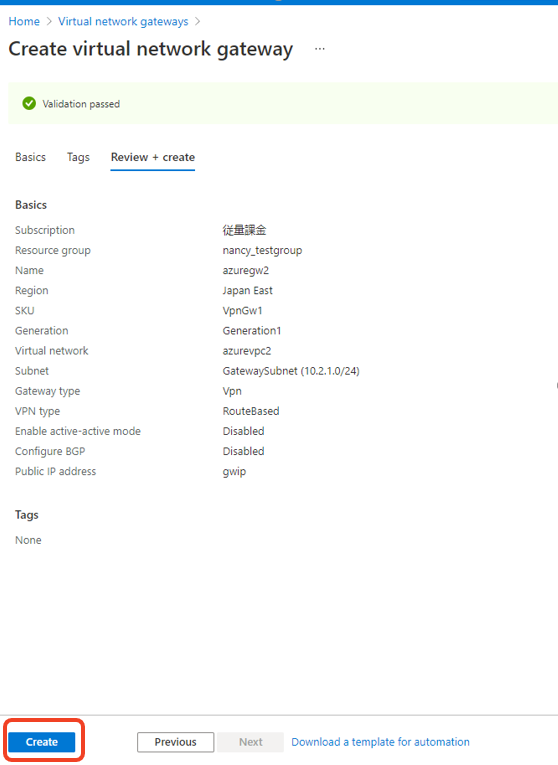 Home > Virtual network gateways >
Create virtual network gateway ...
Validation passed
Basics Tags Review + create
Basics
Subscription 従量課金
Resource group nancy_testgroup
Name azuregw2
Region Japan East
SKU VpnGw1
Generation Generation1
Virtual network azurevpc2
Subnet GatewaySubnet (10.2.1.0/24)
Gateway type Vpn
VPN type RouteBased
Enable active-active mode Disabled
Configure BGP Disabled
Public IP address gwip
Tags
None
Create Previous Next Download a template for automation